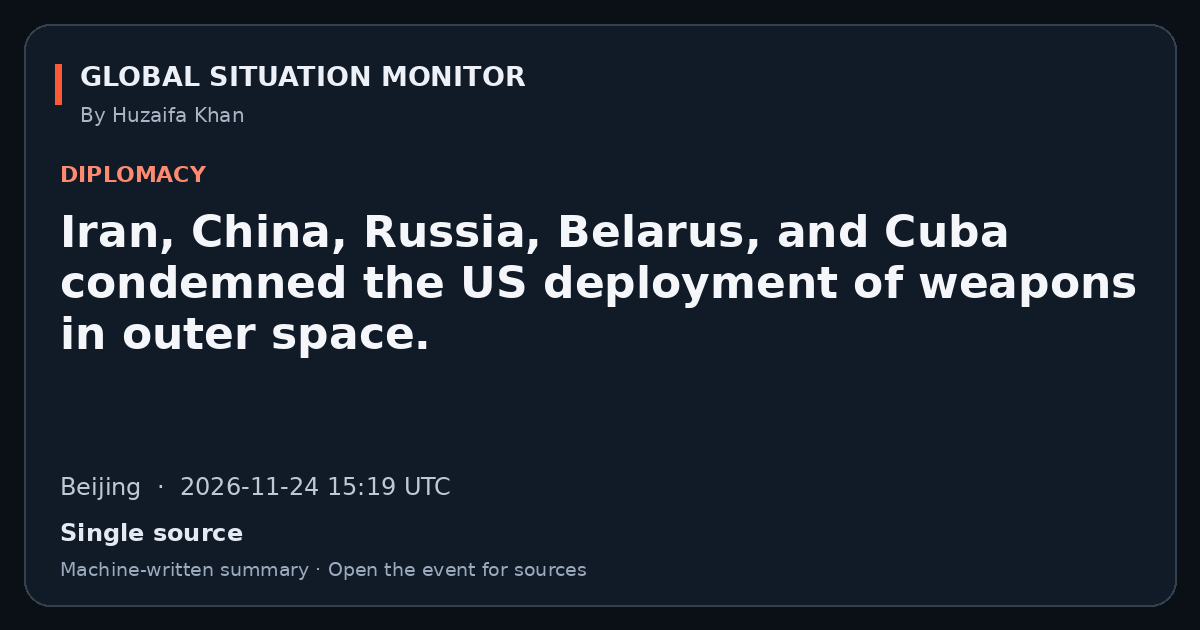 GLOBAL SITUATION MONITOR
By Huzaifa Khan
DIPLOMACY
Iran, China, Russia, Belarus, and Cuba
condemned the US deployment of weapons
in outer space.
Beijing · 2026-11-24 15:19 UTC
Single source
Machine-written summary · Open the event for sources